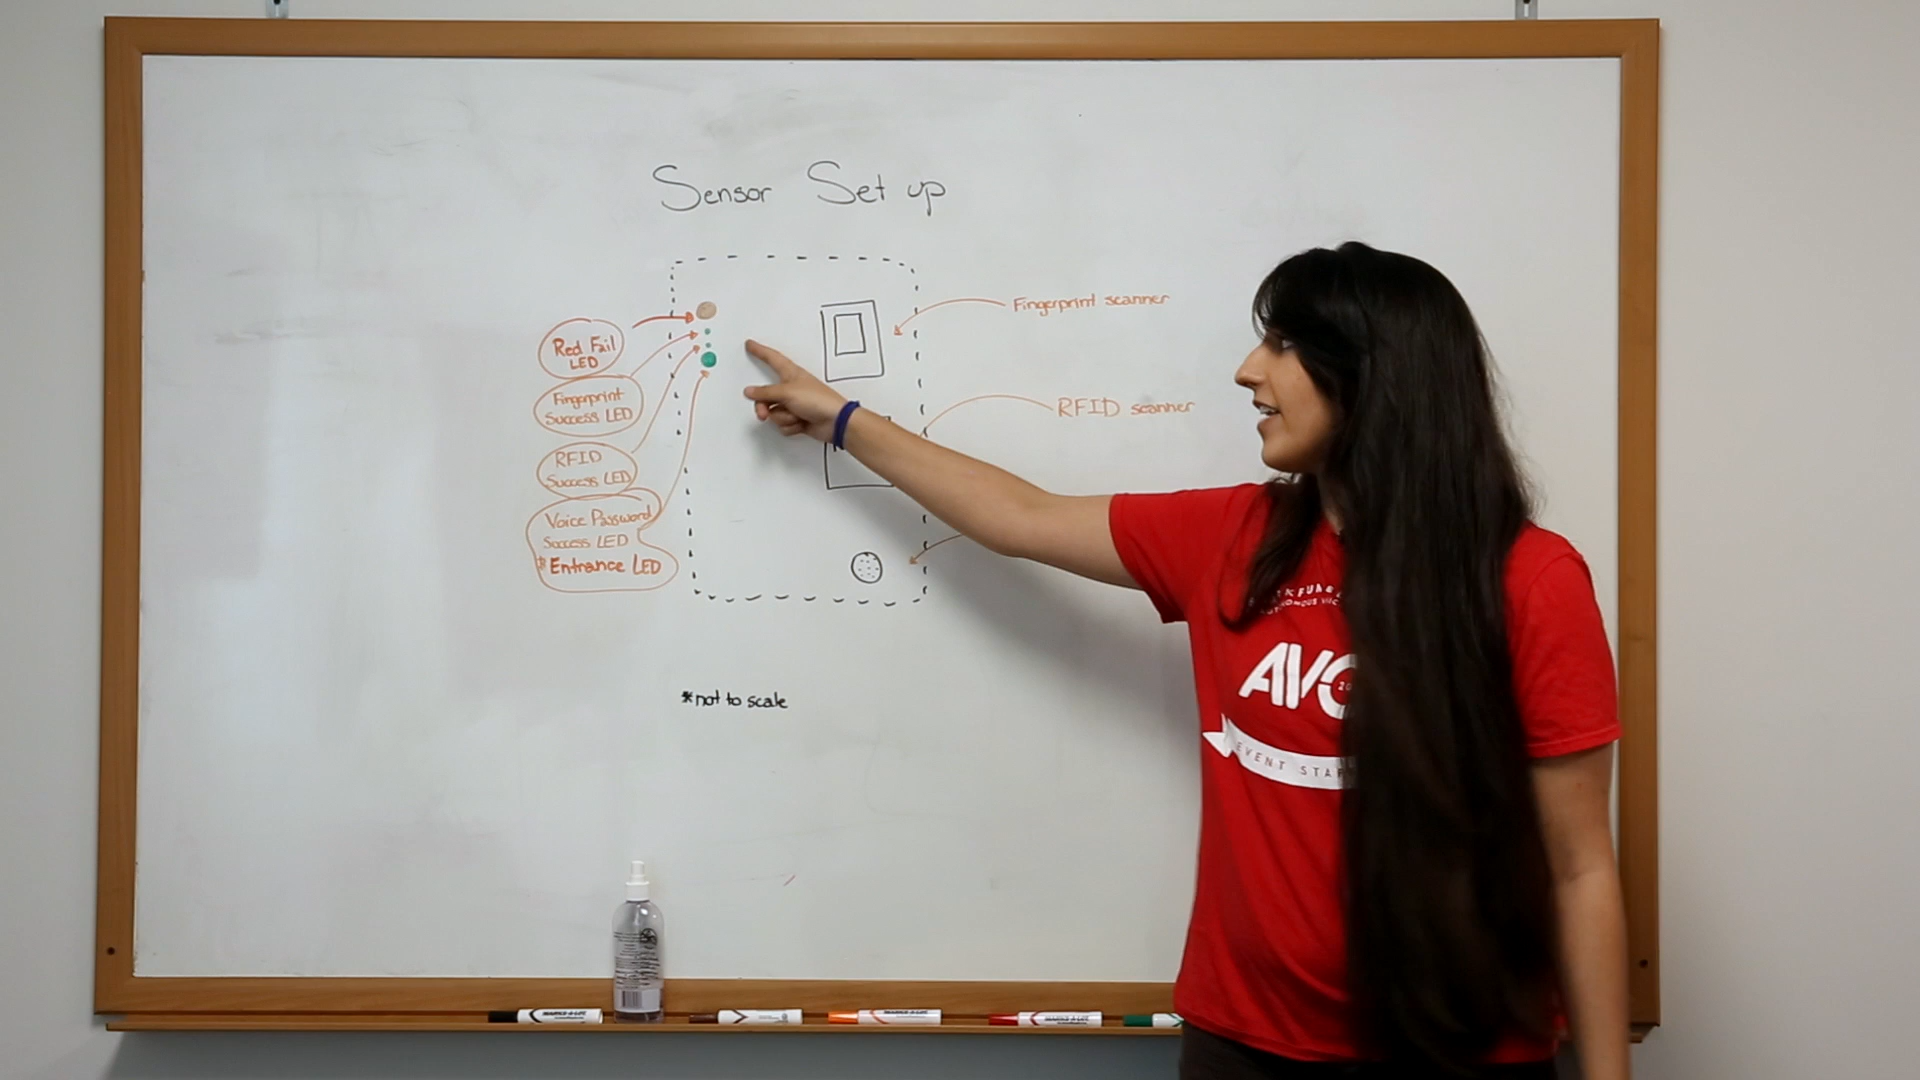 Sensor Set up
Red Fail
LED
Fingerprint
Success LED
RFID
Success LED
Voice Password
Success LED
* Entrance LED
Fingerprint scanner
RFID scanner
*not to scale
AVC
EVENT